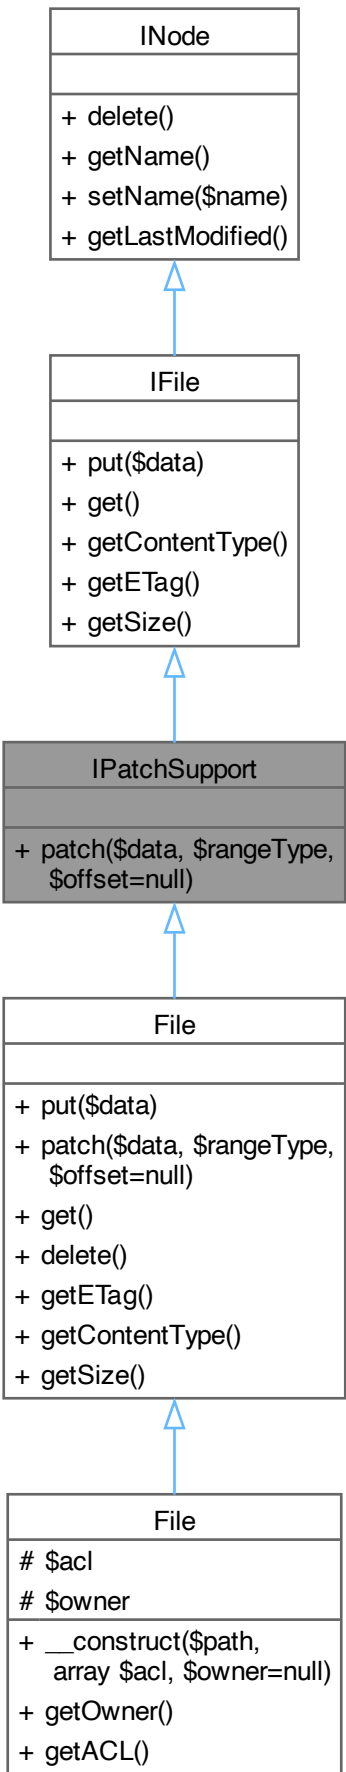 INode
+ delete()
+ getName()
+ setName($name)
+ getLastModified()
IFile
+ put($data)
+ get()
+ getContentType()
+ getETag()
+ getSize()
IPatchSupport
+ patch($data, $rangeType,
$offset=null)
File
+ put($data)
+ patch($data, $rangeType,
$offset=null)
+ get()
+ delete()
+ getETag()
+ getContentType()
+ getSize()
File
# $acl
# $owner
+ __construct($path,
array $acl, $owner=null)
+ getOwner()
+ getACL()